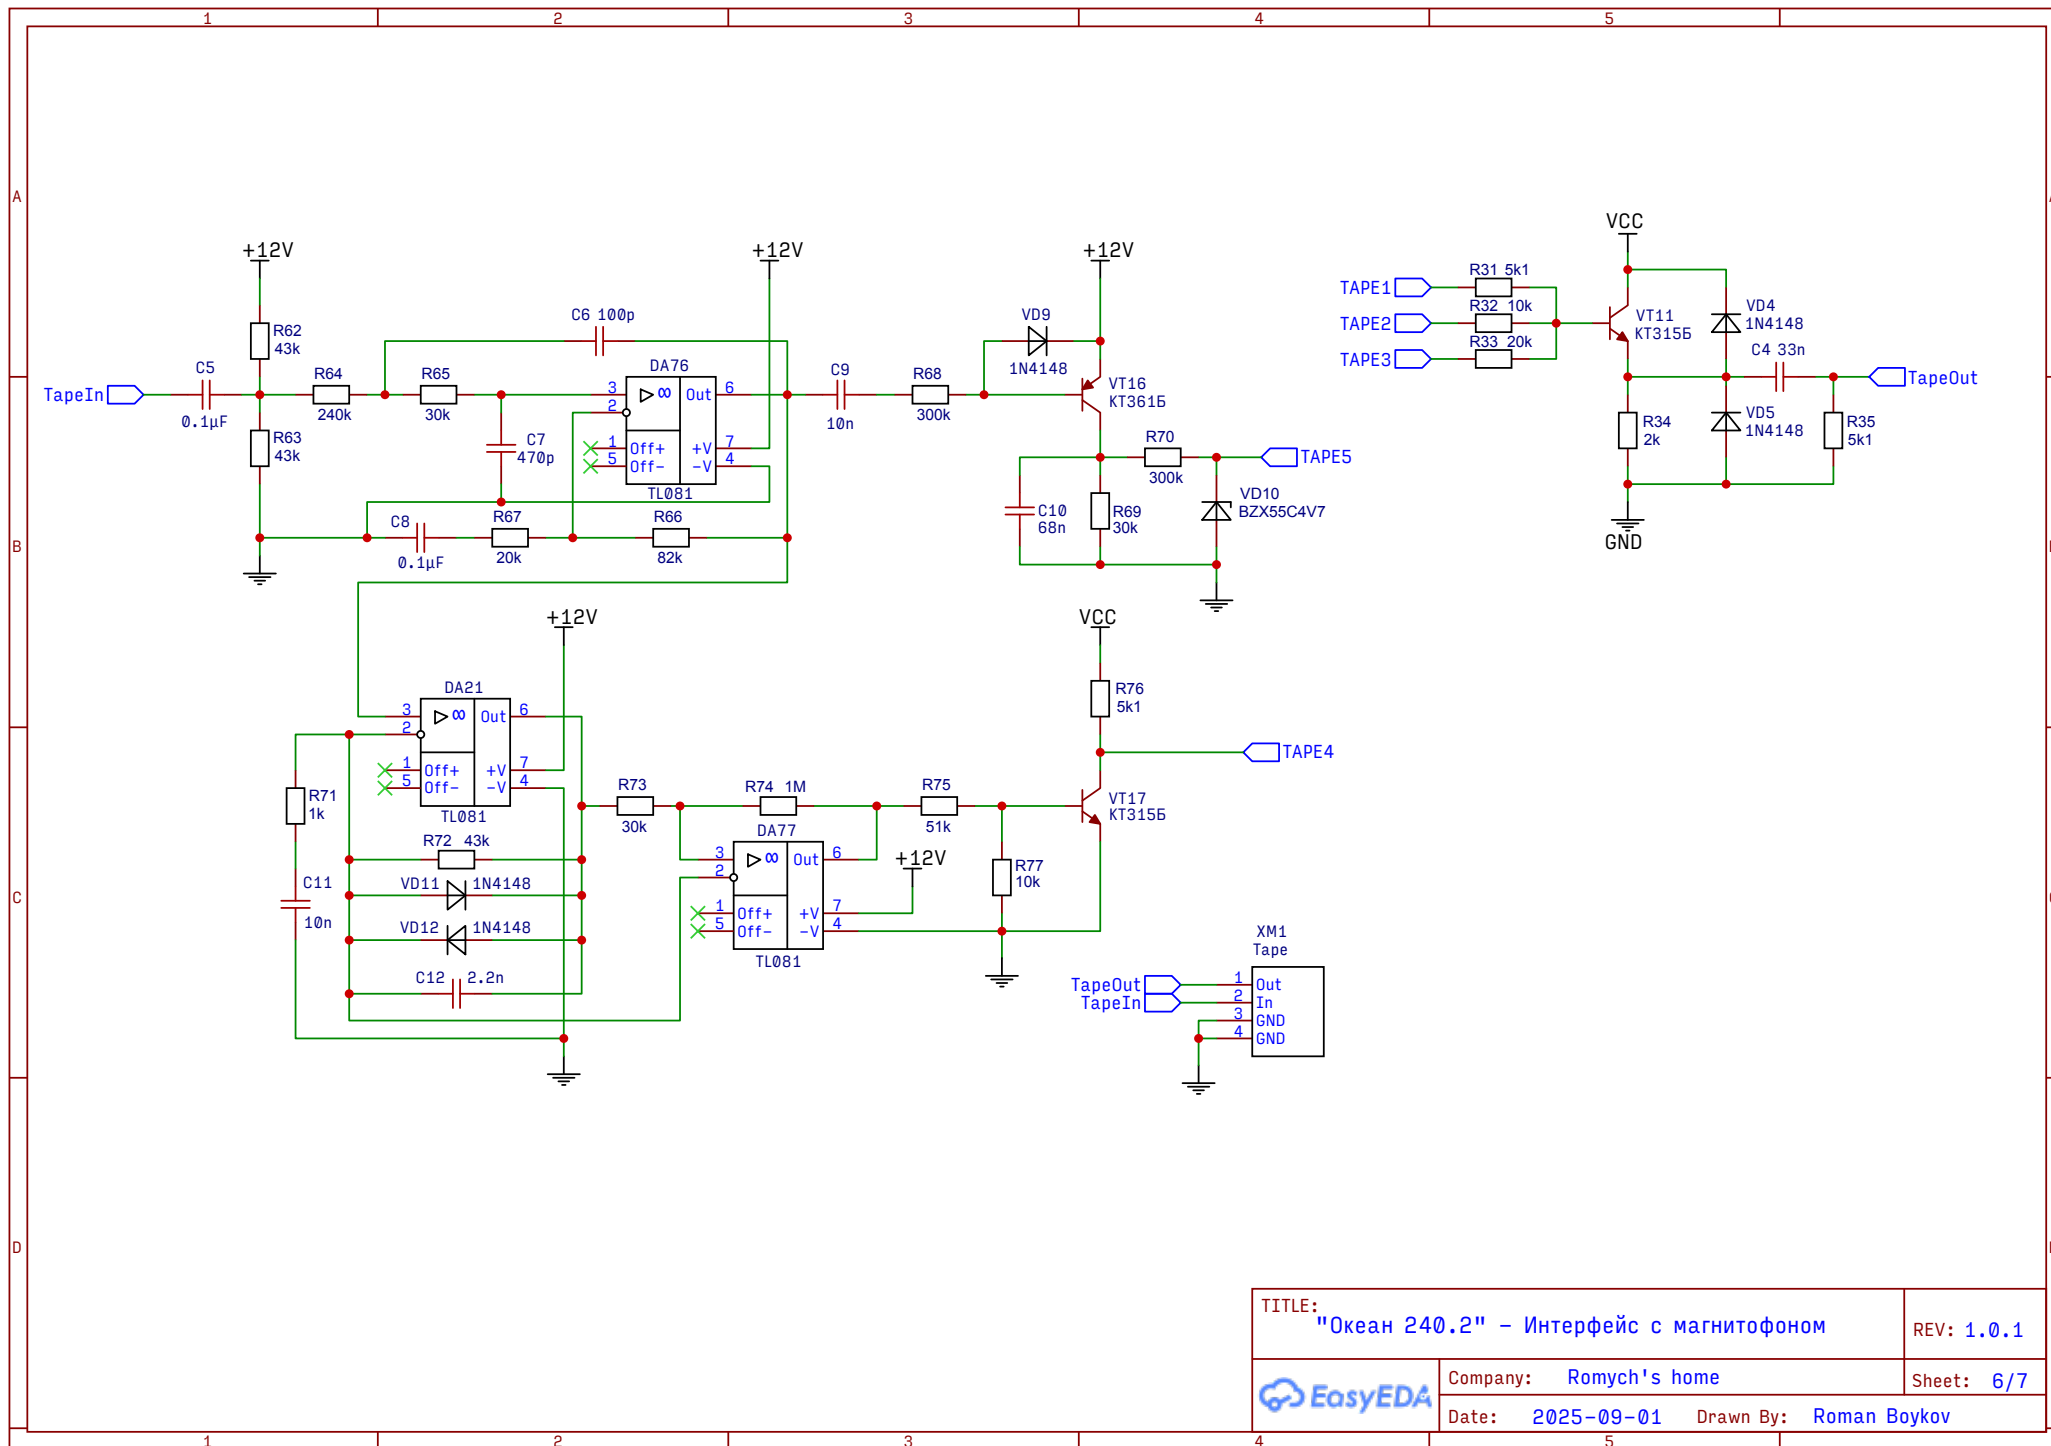 1 2 3 4 5
A
B
C
D
+12V
R62
43k
C5
0.1µF
TapeIn
R63
43k
R64
240k
R65
30k
C6 100p
C7
470p
C8
0.1µF
R67
20k
R66
82k
+12V
DA76
3
2
1
5
▷ ∞
Out
Off+
Off-
+V
-V
6
7
4
TL081
C9
10n
R68
300k
+12V
VD9
1N4148
VT16
КТ361Б
R70
300k
TAPE5
C10
68n
R69
30k
VD10
BZX55C4V7
VCC
TAPE1
TAPE2
TAPE3
R31 5k1
R32 10k
R33 20k
VT11
КТ315Б
VD4
1N4148
C4 33n
TapeOut
R34
2k
VD5
1N4148
R35
5k1
GND
+12V
DA21
3
2
1
5
▷ ∞
Out
Off+
Off-
+V
-V
6
7
4
TL081
R71
1k
R72 43k
VD11 1N4148
C11
10n
VD12 1N4148
C12 2.2n
R73
30k
R74 1M
DA77
3
2
1
5
▷ ∞
Out
Off+
Off-
+V
-V
6
7
4
TL081
+12V
R75
51k
R77
10k
VCC
R76
5k1
TAPE4
VT17
КТ315Б
XM1
Tape
TapeOut 1 Out
TapeIn 2 In
3 GND
4 GND
TITLE:
"Океан 240.2" – Интерфейс с магнитофоном
REV: 1.0.1
EasyEDA
Company: Romych's home
Sheet: 6/7
Date: 2025-09-01 Drawn By: Roman Boykov
1 2 3 4 5